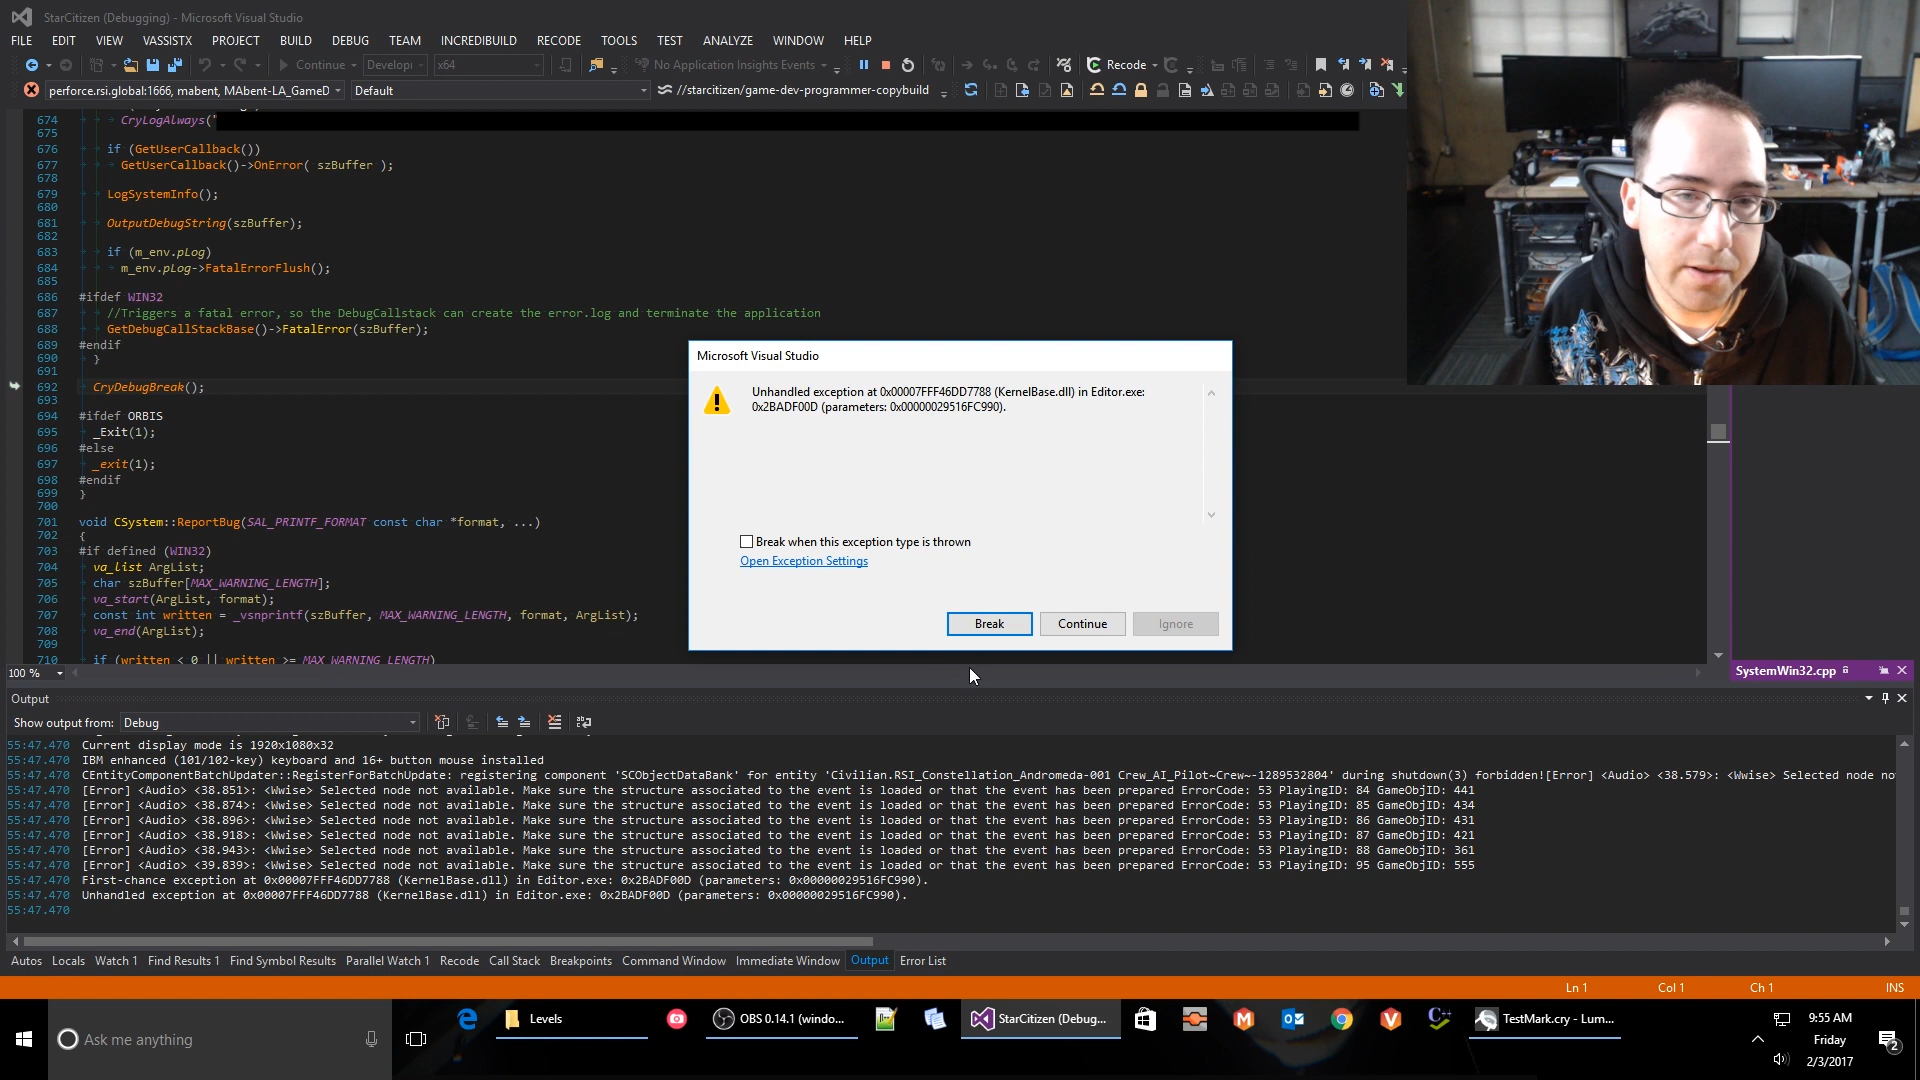 StarCitizen (Debugging) - Microsoft Visual Studio
FILE EDIT VIEW VASSISTX PROJECT BUILD DEBUG TEAM INCREDIBUILD RECODE TOOLS TEST ANALYZE WINDOW HELP
Continue Develop x64 No Application Insights Events Recode
perforce.rsi.global:1666, mabent, MAbent-LA_GameD Default //starcitizen/game-dev-programmer-copybuild
674 CryLogAlways("
675
676 if (GetUserCallback())
677 GetUserCallback()->OnError( szBuffer );
678
679 LogSystemInfo();
680
681 OutputDebugString(szBuffer);
682
683 if (m_env.pLog)
684 m_env.pLog->FatalErrorFlush();
685
686 #ifdef WIN32
687 //Triggers a fatal error, so the DebugCallstack can create the error.log and terminate the application
688 GetDebugCallStackBase()->FatalError(szBuffer);
689 #endif
690 }
691
692 CryDebugBreak();
693
694 #ifdef ORBIS
695 _Exit(1);
696 #else
697 _exit(1);
698 #endif
699 }
700
701 void CSystem::ReportBug(SAL_PRINTF_FORMAT const char *format, ...)
702 {
703 #if defined (WIN32)
704 va_list ArgList;
705 char szBuffer[MAX_WARNING_LENGTH];
706 va_start(ArgList, format);
707 const int written = _vsnprintf(szBuffer, MAX_WARNING_LENGTH, format, ArgList);
708 va_end(ArgList);
709
710 if (written < 0 || written >= MAX_WARNING_LENGTH)
Microsoft Visual Studio
Unhandled exception at 0x00007FFF46DD7788 (KernelBase.dll) in Editor.exe:
0x2BADF00D (parameters: 0x00000029516FC990).
Break when this exception type is thrown
Open Exception Settings
Break Continue Ignore
100 %
SystemWin32.cpp
Output
Show output from: Debug
55:47.470 Current display mode is 1920x1080x32
55:47.470 IBM enhanced (101/102-key) keyboard and 16+ button mouse installed
55:47.470 CEntityComponentBatchUpdater::RegisterForBatchUpdate: registering component 'SCObjectDataBank' for entity 'Civilian.RSI_Constellation_Andromeda-001 Crew_AI_Pilot~Crew~-1289532804' during shutdown(3) forbidden![Error] <Audio> <38.579>: <Wwise> Selected node no
55:47.470 [Error] <Audio> <38.851>: <Wwise> Selected node not available. Make sure the structure associated to the event is loaded or that the event has been prepared ErrorCode: 53 PlayingID: 84 GameObjID: 441
55:47.470 [Error] <Audio> <38.874>: <Wwise> Selected node not available. Make sure the structure associated to the event is loaded or that the event has been prepared ErrorCode: 53 PlayingID: 85 GameObjID: 434
55:47.470 [Error] <Audio> <38.896>: <Wwise> Selected node not available. Make sure the structure associated to the event is loaded or that the event has been prepared ErrorCode: 53 PlayingID: 86 GameObjID: 431
55:47.470 [Error] <Audio> <38.918>: <Wwise> Selected node not available. Make sure the structure associated to the event is loaded or that the event has been prepared ErrorCode: 53 PlayingID: 87 GameObjID: 421
55:47.470 [Error] <Audio> <38.943>: <Wwise> Selected node not available. Make sure the structure associated to the event is loaded or that the event has been prepared ErrorCode: 53 PlayingID: 88 GameObjID: 361
55:47.470 [Error] <Audio> <39.839>: <Wwise> Selected node not available. Make sure the structure associated to the event is loaded or that the event has been prepared ErrorCode: 53 PlayingID: 95 GameObjID: 555
55:47.470 First-chance exception at 0x00007FFF46DD7788 (KernelBase.dll) in Editor.exe: 0x2BADF00D (parameters: 0x00000029516FC990).
55:47.470 Unhandled exception at 0x00007FFF46DD7788 (KernelBase.dll) in Editor.exe: 0x2BADF00D (parameters: 0x00000029516FC990).
55:47.470
Autos Locals Watch 1 Find Results 1 Find Symbol Results Parallel Watch 1 Recode Call Stack Breakpoints Command Window Immediate Window Output Error List
Ln 1 Col 1 Ch 1 INS
Ask me anything Levels OBS 0.14.1 (windo... StarCitizen (Debug... TestMark.cry - Lum...
9:55 AM
Friday
2/3/2017
2